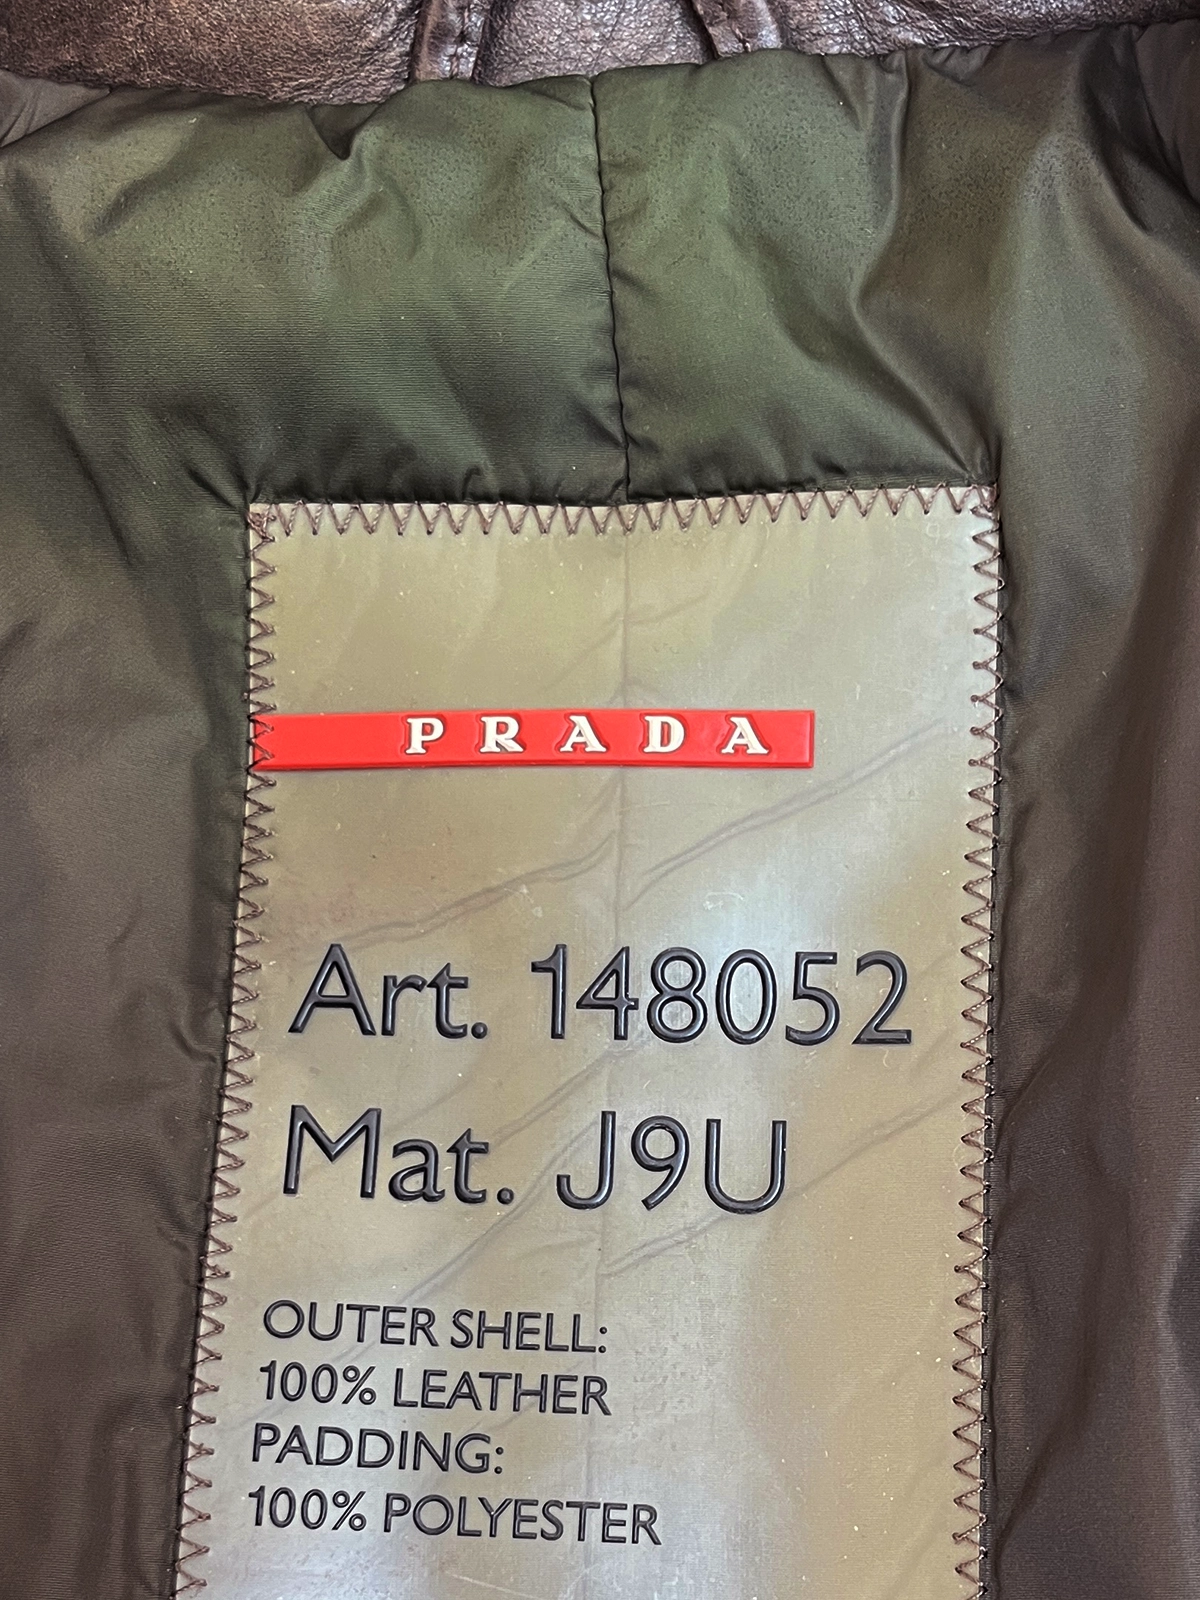 PRADA
Art. 148052
Mat. J9U
OUTER SHELL:
100% LEATHER
PADDING:
100% POLYESTER